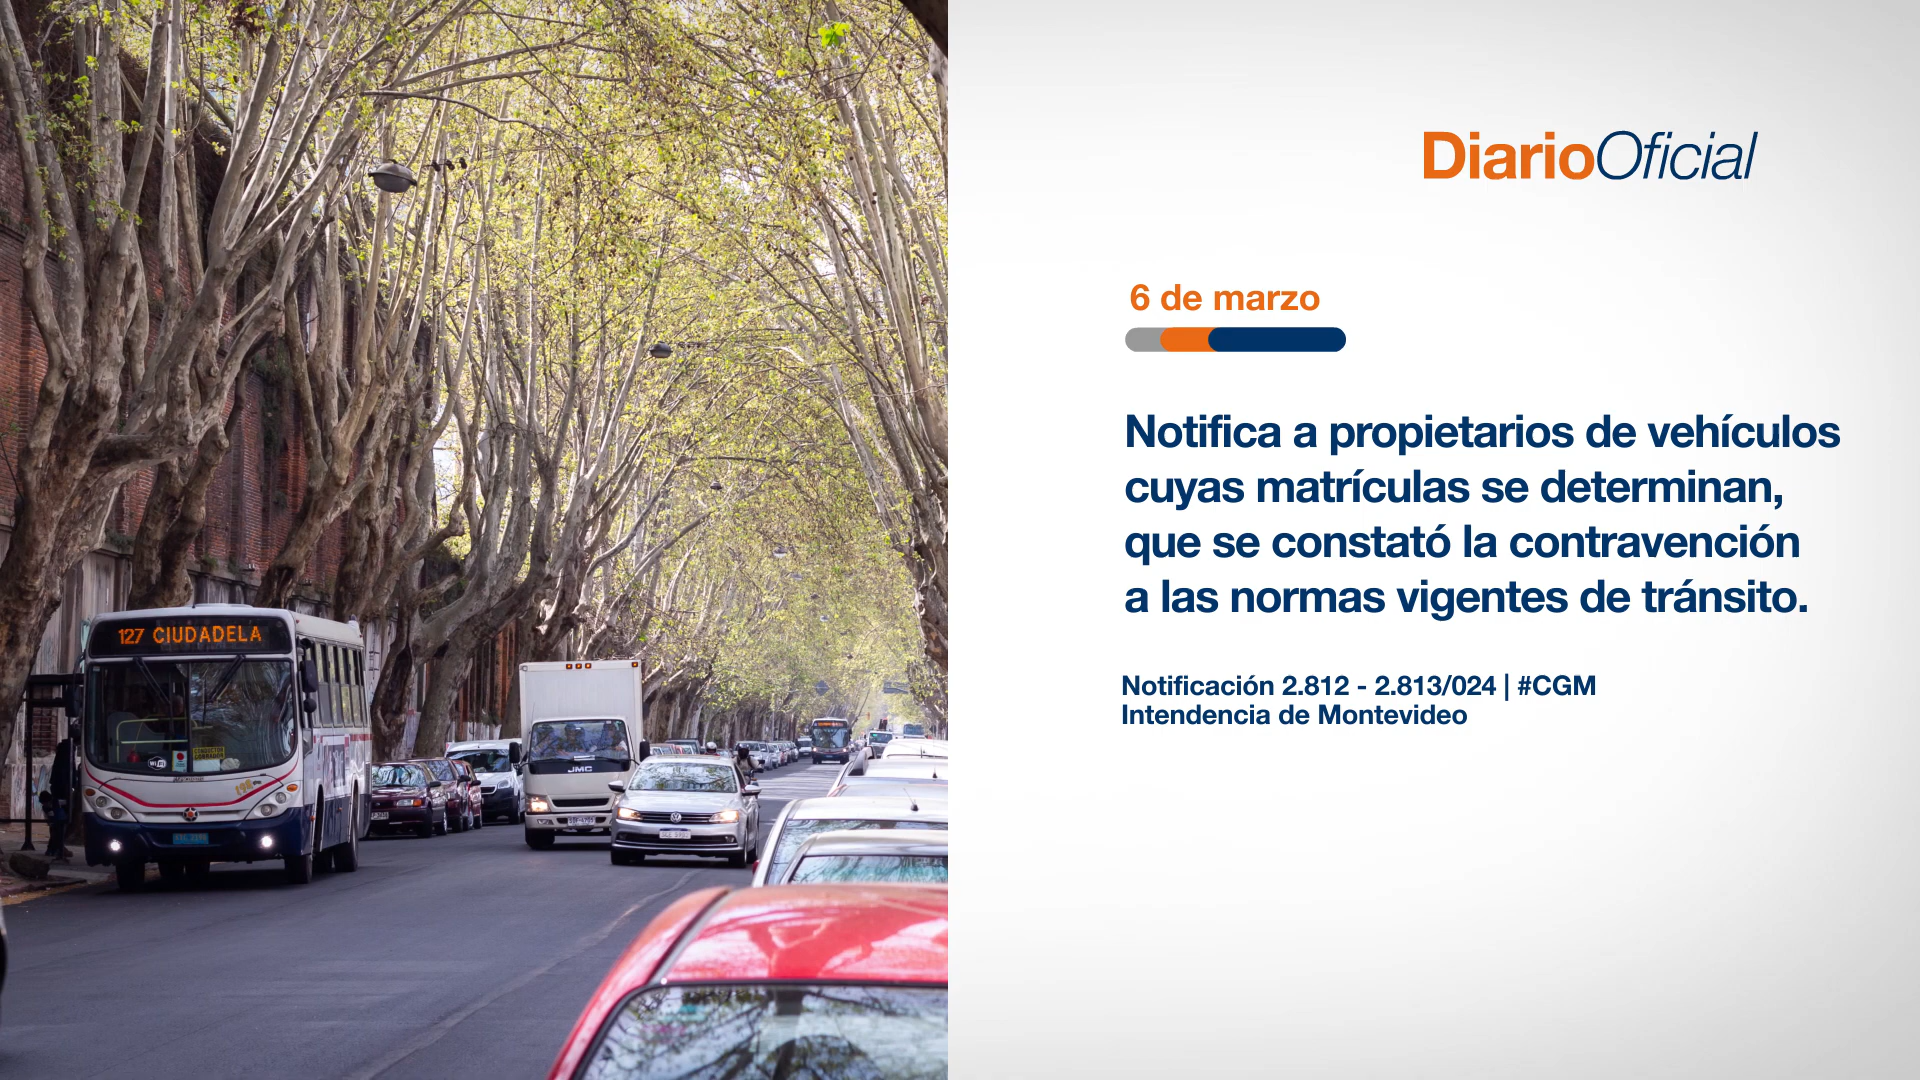 DiarioOficial
6 de marzo
Notifica a propietarios de vehículos
cuyas matrículas se determinan,
que se constató la contravención
a las normas vigentes de tránsito.
Notificación 2.812 - 2.813/024 | #CGM
Intendencia de Montevideo
127 CIUDADELA
JMC